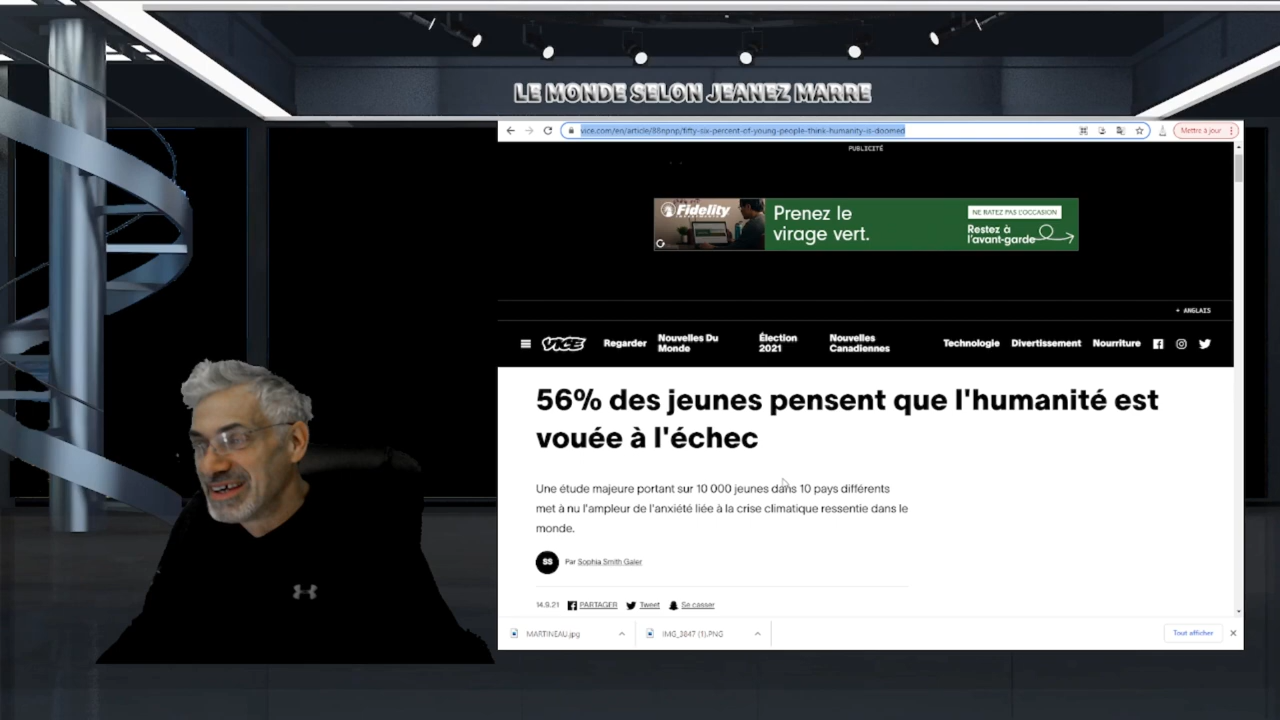 LE MONDE SELON JEANEZ MARRE
vice.com/en/article/88npnp/fifty-six-percent-of-young-people-think-humanity-is-doomed
Mettre à jour
PUBLICITÉ
Fidelity
Prenez le
virage vert.
NE RATEZ PAS L'OCCASION
Restez à
l'avant-garde
+ ANGLAIS
VICE
Regarder
Nouvelles Du
Monde
Élection
2021
Nouvelles
Canadiennes
Technologie
Divertissement
Nourriture
56% des jeunes pensent que l'humanité est
vouée à l'échec
Une étude majeure portant sur 10 000 jeunes dans 10 pays différents
met à nu l'ampleur de l'anxiété liée à la crise climatique ressentie dans le
monde.
SS
Par Sophia Smith Galer
14.9.21 PARTAGER Tweet Se casser
MARTINEAU.jpg
IMG_3847 (1).PNG
Tout afficher